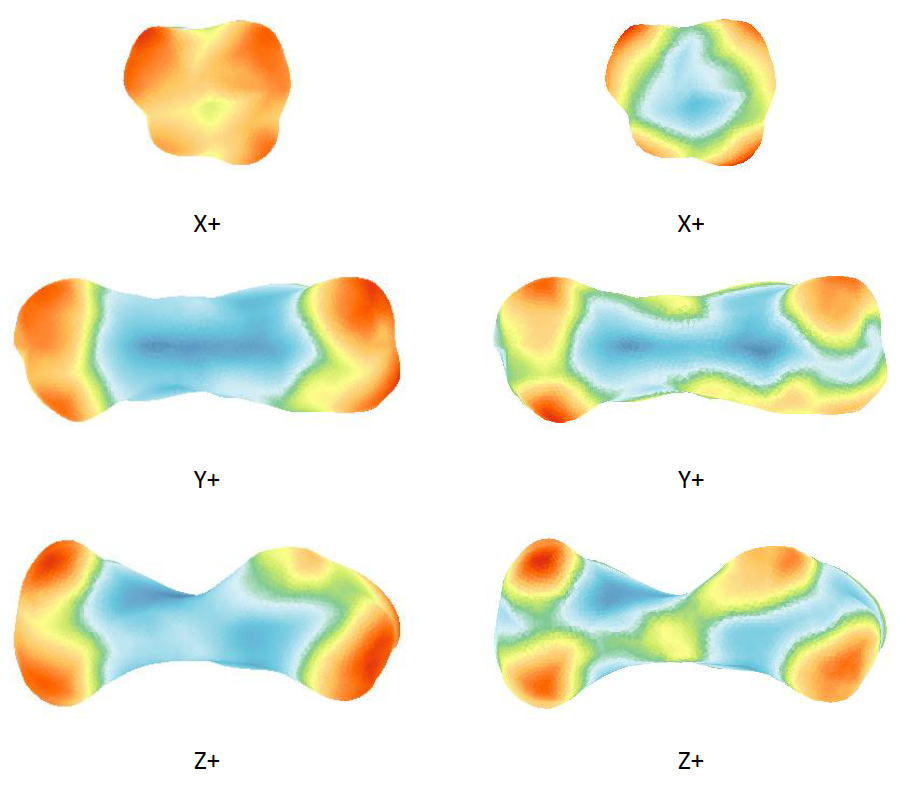 X+ X+
Y+ Y+
Z+ Z+